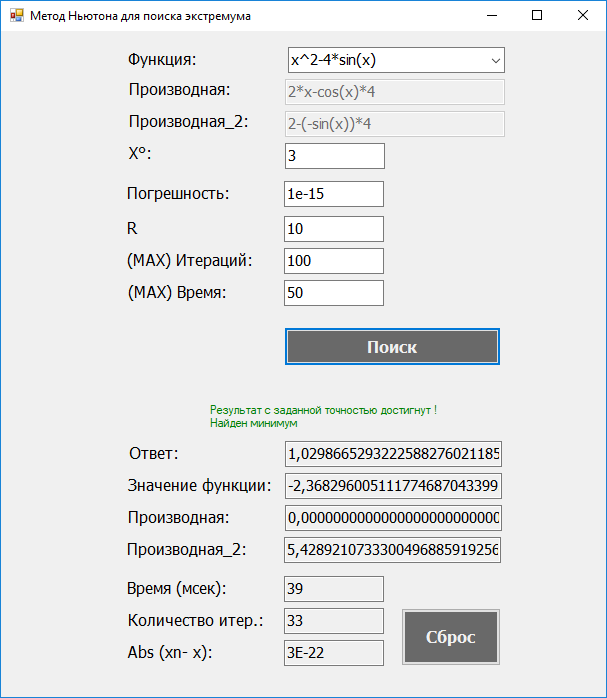 Метод Ньютона для поиска экстремума
Функция: x^2-4*sin(x)
Производная: 2*x-cos(x)*4
Производная_2: 2-(-sin(x))*4
X°: 3
Погрешность: 1e-15
R 10
(MAX) Итераций: 100
(MAX) Время: 50
Поиск
Результат с заданной точностью достигнут !
Найден минимум
Ответ: 1,0298665293222588276021185
Значение функции: -2,368296005111774687043399
Производная: 0,0000000000000000000000000
Производная_2: 5,4289210733300496885919256
Время (мсек): 39
Количество итер.: 33
Abs (xn- x): 3E-22
Сброс